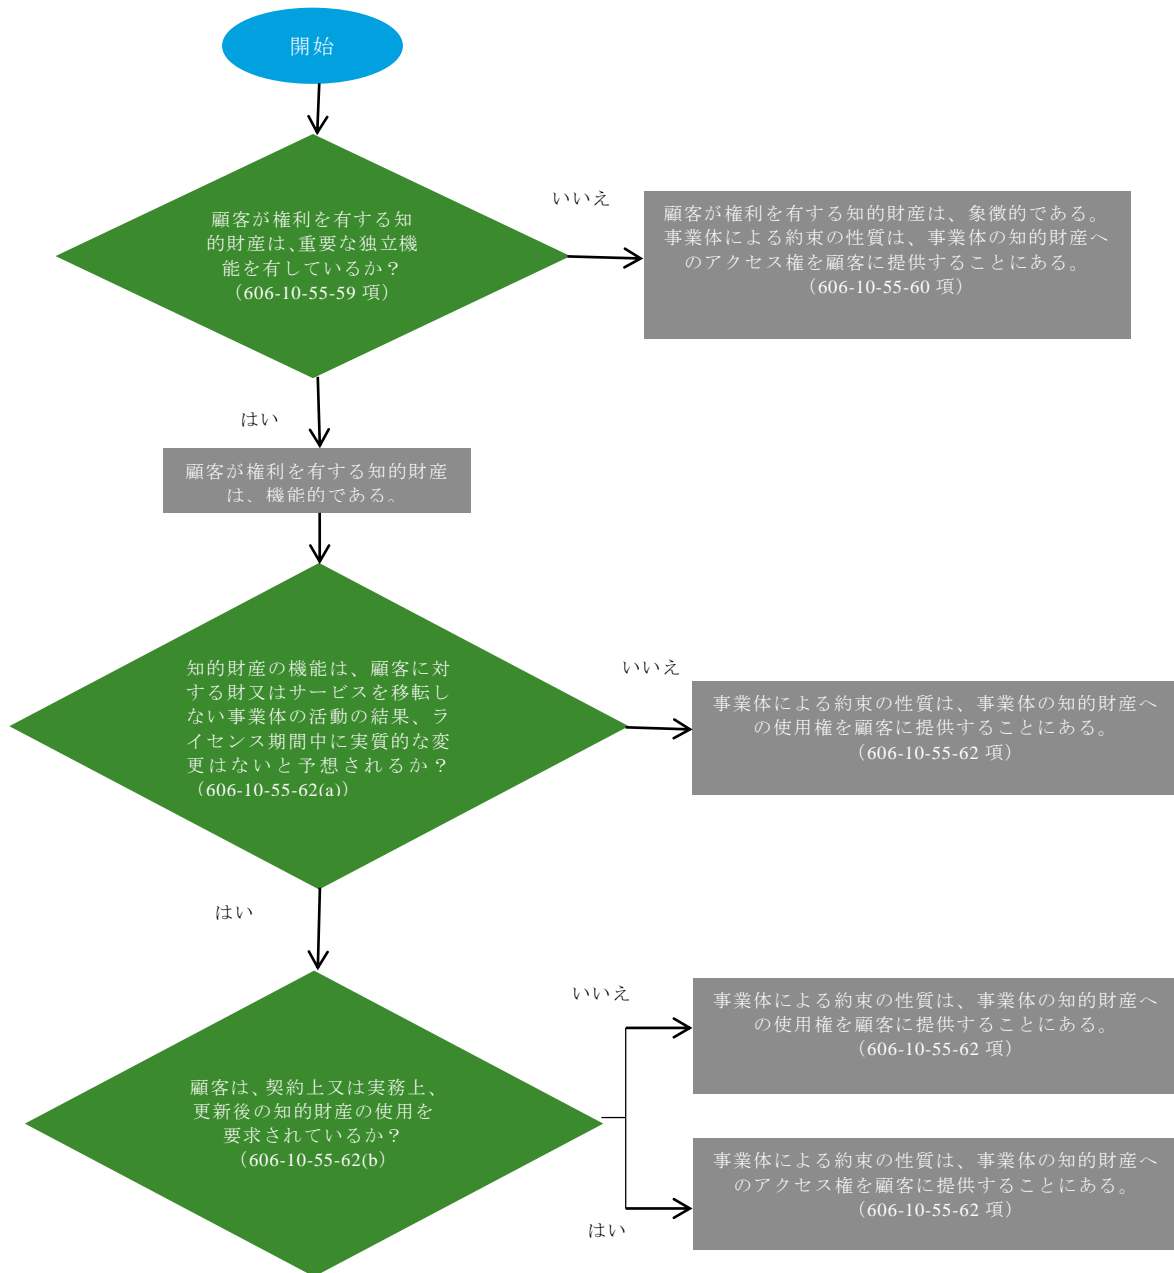 開始
顧客が権利を有する知
的財産は、重要な独立機
能を有しているか？
（606-10-55-59 項）
いいえ
顧客が権利を有する知的財産は、象徴的である。
事業体による約束の性質は、事業体の知的財産へ
のアクセス権を顧客に提供することにある。
（606-10-55-60 項）
はい
顧客が権利を有する知的財産
は、機能的である。
知的財産の機能は、顧客に対
する財又はサービスを移転し
ない事業体の活動の結果、ラ
イセンス期間中に実質的な変
更はないと予想されるか？
（606-10-55-62(a)）
いいえ
事業体による約束の性質は、事業体の知的財産へ
の使用権を顧客に提供することにある。
（606-10-55-62 項）
はい
顧客は、契約上又は実務上、
更新後の知的財産の使用を
要求されているか？
（606-10-55-62(b)）
いいえ
事業体による約束の性質は、事業体の知的財産へ
の使用権を顧客に提供することにある。
（606-10-55-62 項）
はい
事業体による約束の性質は、事業体の知的財産へ
のアクセス権を顧客に提供することにある。
（606-10-55-62 項）